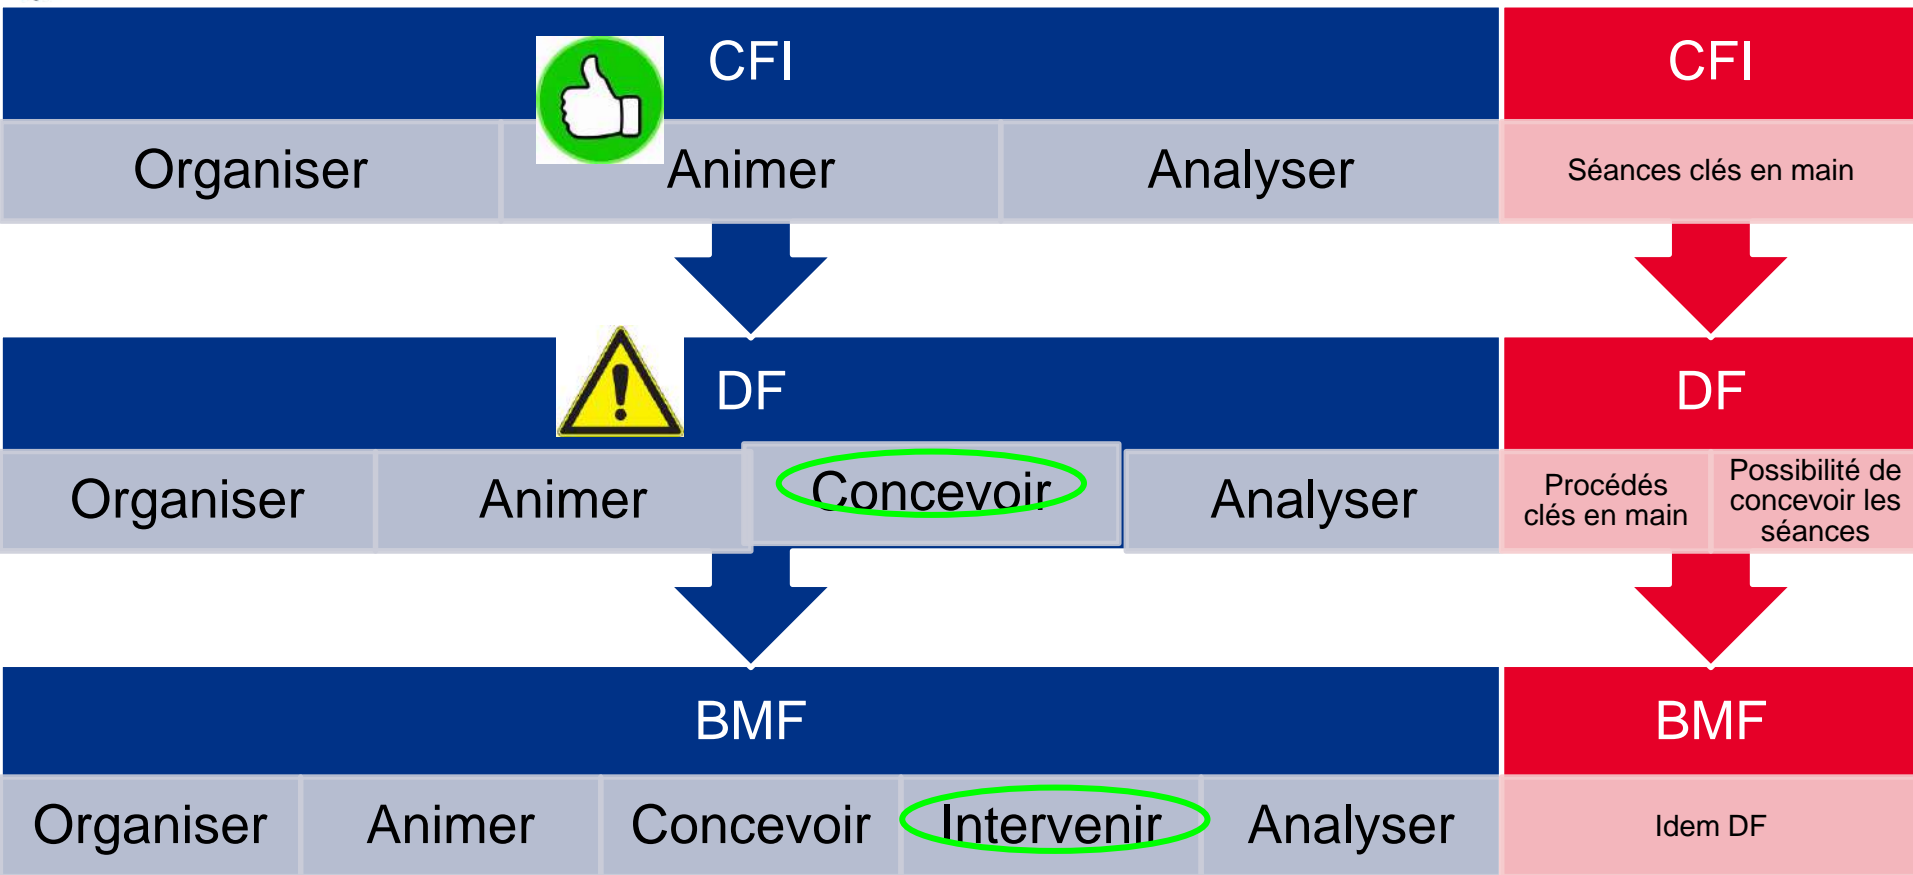 CFI
CFI
Organiser
Animer
Analyser
Séances clés en main
DF
DF
Organiser
Animer
Concevoir
Analyser
Procédés
clés en main
Possibilité de
concevoir les
séances
BMF
BMF
Organiser
Animer
Concevoir
Intervenir
Analyser
Idem DF